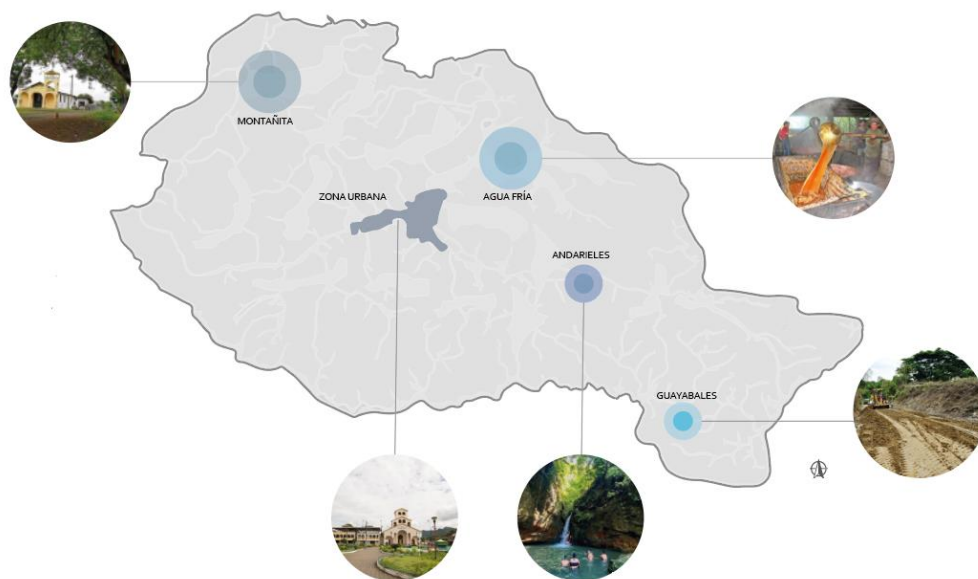 MONTAÑITA
ZONA URBANA
AGUA FRÍA
ANDARIELES
GUAYABALES